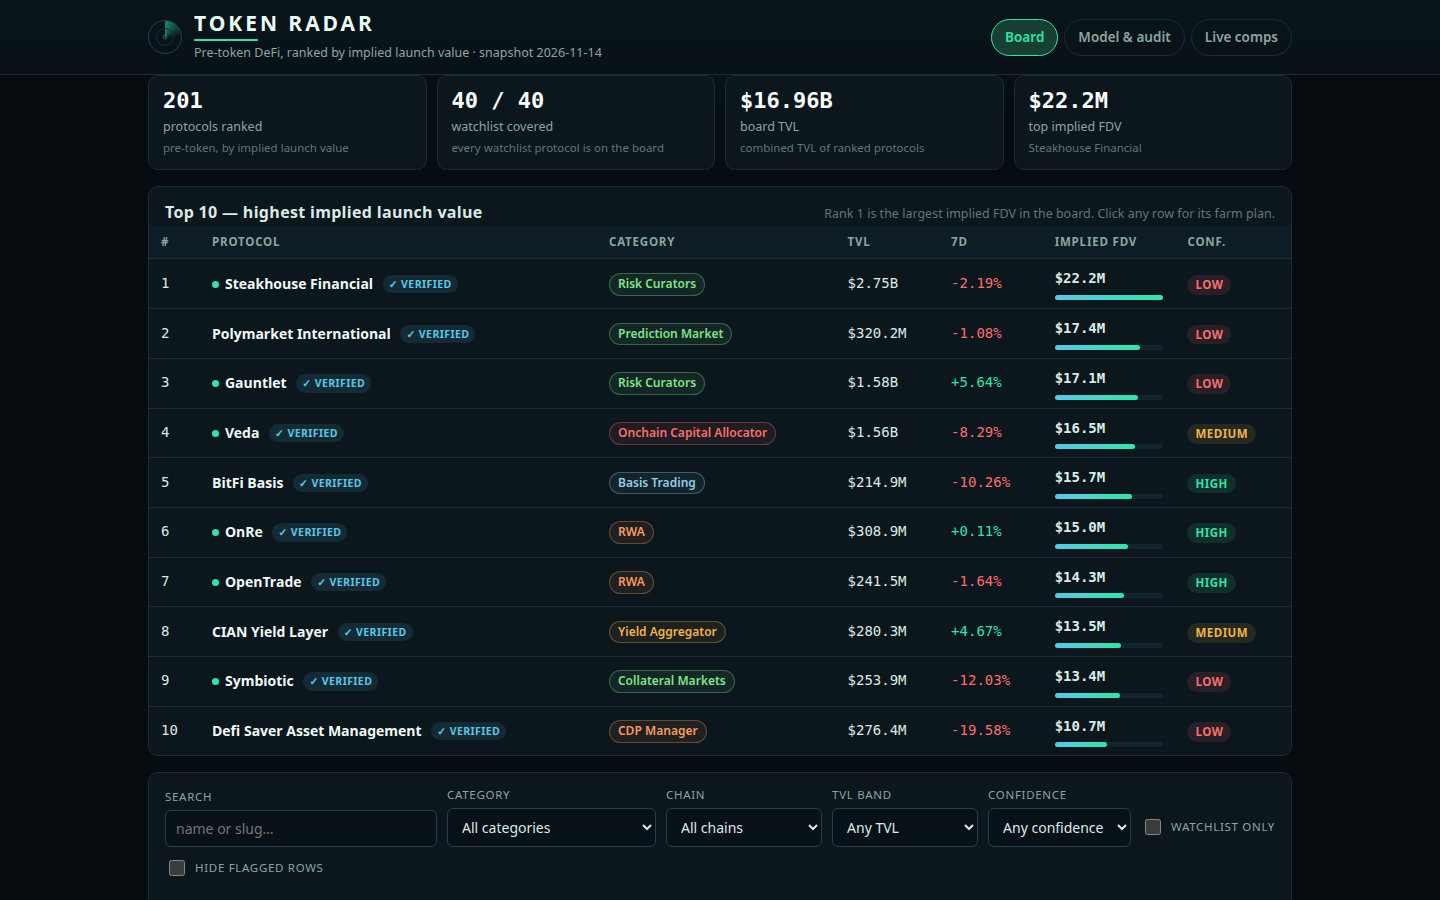 TOKEN RADAR
Pre-token DeFi, ranked by implied launch value · snapshot 2026-11-14
Board
Model & audit
Live comps
201
protocols ranked
pre-token, by implied launch value
40 / 40
watchlist covered
every watchlist protocol is on the board
$16.96B
board TVL
combined TVL of ranked protocols
$22.2M
top implied FDV
Steakhouse Financial
Top 10 — highest implied launch value
Rank 1 is the largest implied FDV in the board. Click any row for its farm plan.
# PROTOCOL CATEGORY TVL 7D IMPLIED FDV CONF.
1 Steakhouse Financial ✓ VERIFIED Risk Curators $2.75B -2.19% $22.2M LOW
2 Polymarket International ✓ VERIFIED Prediction Market $320.2M -1.08% $17.4M LOW
3 Gauntlet ✓ VERIFIED Risk Curators $1.58B +5.64% $17.1M LOW
4 Veda ✓ VERIFIED Onchain Capital Allocator $1.56B -8.29% $16.5M MEDIUM
5 BitFi Basis ✓ VERIFIED Basis Trading $214.9M -10.26% $15.7M HIGH
6 OnRe ✓ VERIFIED RWA $308.9M +0.11% $15.0M HIGH
7 OpenTrade ✓ VERIFIED RWA $241.5M -1.64% $14.3M HIGH
8 CIAN Yield Layer ✓ VERIFIED Yield Aggregator $280.3M +4.67% $13.5M MEDIUM
9 Symbiotic ✓ VERIFIED Collateral Markets $253.9M -12.03% $13.4M LOW
10 Defi Saver Asset Management ✓ VERIFIED CDP Manager $276.4M -19.58% $10.7M LOW
SEARCH
name or slug…
CATEGORY
All categories
CHAIN
All chains
TVL BAND
Any TVL
CONFIDENCE
Any confidence
WATCHLIST ONLY
HIDE FLAGGED ROWS